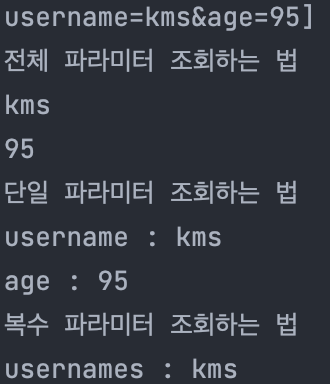 username=kms&age=95]
전체 파라미터 조회하는 법
kms
95
단일 파라미터 조회하는 법
username : kms
age : 95
복수 파라미터 조회하는 법
usernames : kms